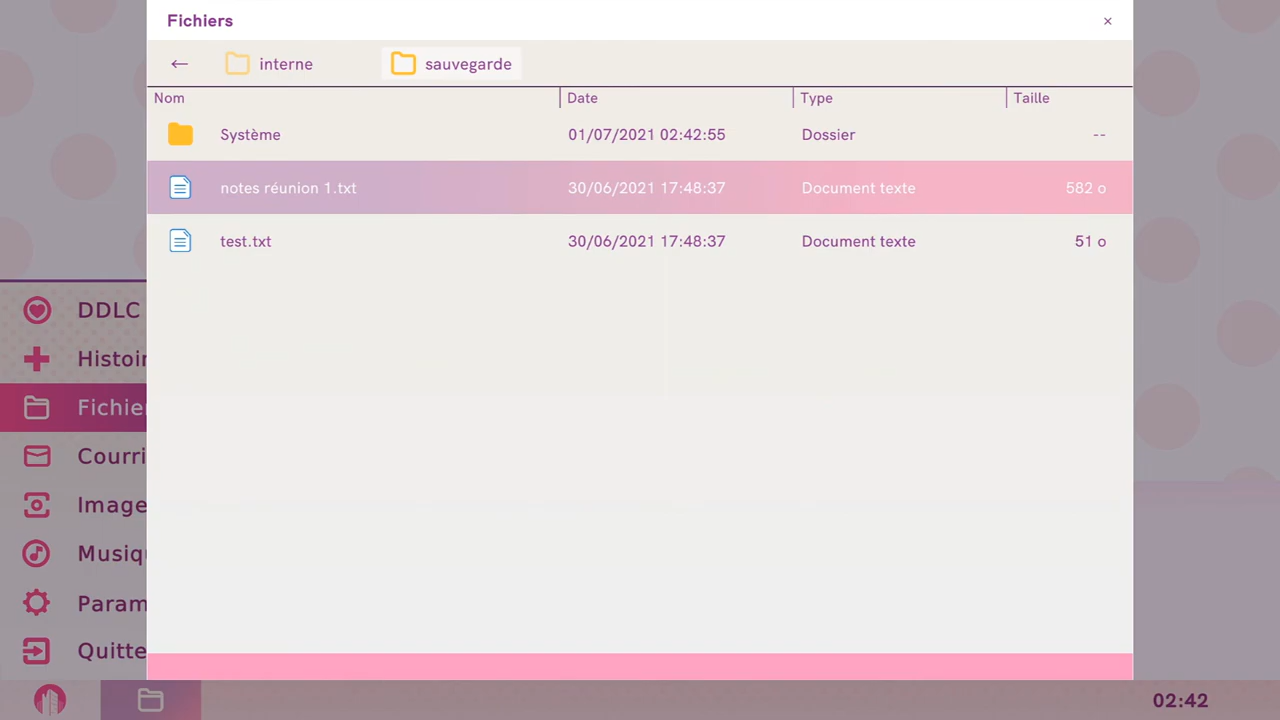 Fichiers ×
← interne sauvegarde
Nom Date Type Taille
Système 01/07/2021 02:42:55 Dossier --
notes réunion 1.txt 30/06/2021 17:48:37 Document texte 582 o
test.txt 30/06/2021 17:48:37 Document texte 51 o
DDLC
Histoir
Fichie
Courri
Image
Musiq
Param
Quitte
02:42